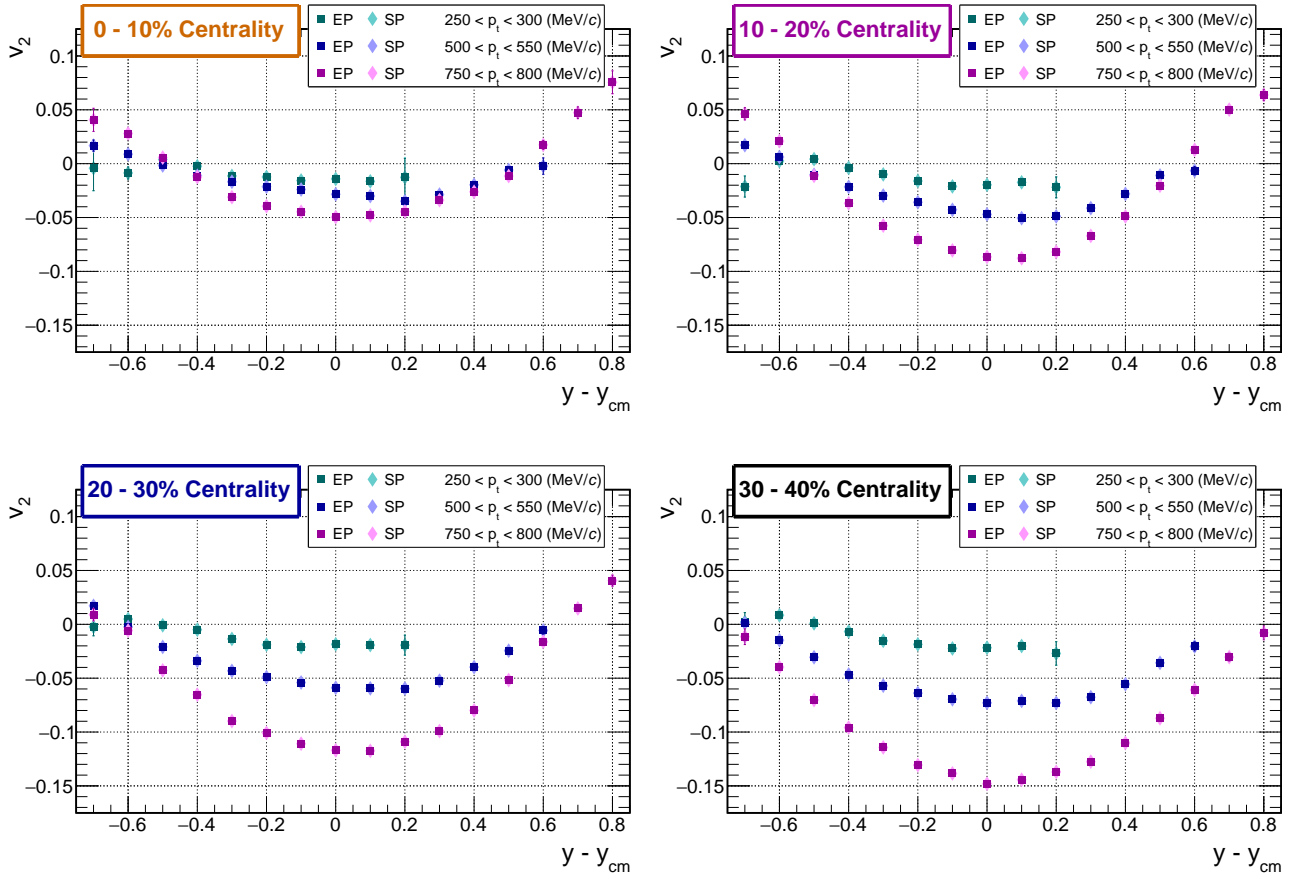 0 - 10% Centrality
EP SP 250 < p_t < 300 (MeV/c)
EP SP 500 < p_t < 550 (MeV/c)
EP SP 750 < p_t < 800 (MeV/c)
v_2
0.1
0.05
0
−0.05
−0.1
−0.15
−0.6 −0.4 −0.2 0 0.2 0.4 0.6 0.8
y - y_cm
10 - 20% Centrality
EP SP 250 < p_t < 300 (MeV/c)
EP SP 500 < p_t < 550 (MeV/c)
EP SP 750 < p_t < 800 (MeV/c)
v_2
0.1
0.05
0
−0.05
−0.1
−0.15
−0.6 −0.4 −0.2 0 0.2 0.4 0.6 0.8
y - y_cm
20 - 30% Centrality
EP SP 250 < p_t < 300 (MeV/c)
EP SP 500 < p_t < 550 (MeV/c)
EP SP 750 < p_t < 800 (MeV/c)
v_2
0.1
0.05
0
−0.05
−0.1
−0.15
−0.6 −0.4 −0.2 0 0.2 0.4 0.6 0.8
y - y_cm
30 - 40% Centrality
EP SP 250 < p_t < 300 (MeV/c)
EP SP 500 < p_t < 550 (MeV/c)
EP SP 750 < p_t < 800 (MeV/c)
v_2
0.1
0.05
0
−0.05
−0.1
−0.15
−0.6 −0.4 −0.2 0 0.2 0.4 0.6 0.8
y - y_cm